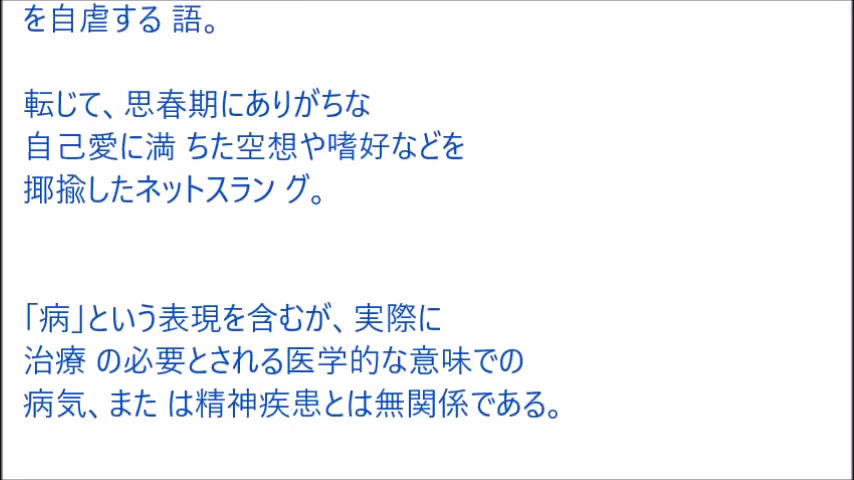 を自虐する 語。
転じて、思春期にありがちな
自己愛に満 ちた空想や嗜好などを
揶揄したネットスラン グ。
「病」という表現を含むが、実際に
治療 の必要とされる医学的な意味での
病気、また は精神疾患とは無関係である。